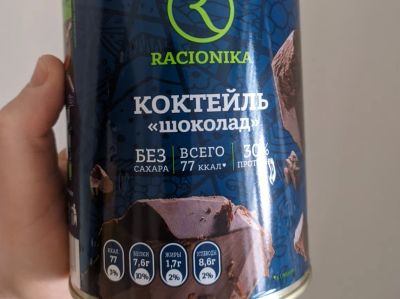 RACIONIKA
КОКТЕЙЛЬ
«ШОКОЛАД»
БЕЗ САХАРА
ВСЕГО 77 ККАЛ*
30%
ККАЛ 77 3%
БЕЛКИ 7,6г 10%
ЖИРЫ 1,7г 2%
УГЛЕВОДЫ 8,6г 2%